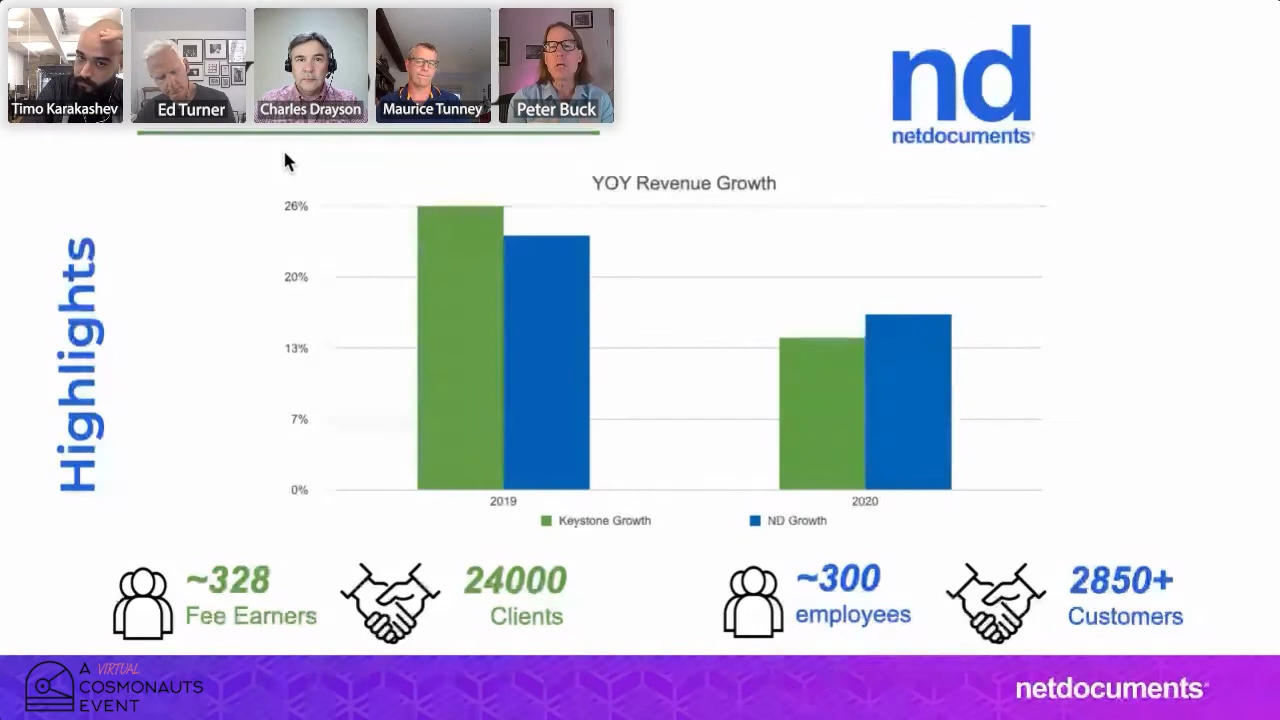 Timo Karakashev
Ed Turner
Charles Drayson
Maurice Tunney
Peter Buck
nd
netdocuments
Highlights
YOY Revenue Growth
26%
20%
13%
7%
0%
2019
2020
Keystone Growth
ND Growth
~328
Fee Earners
24000
Clients
~300
employees
2850+
Customers
A VIRTUAL
COSMONAUTS
EVENT
netdocuments